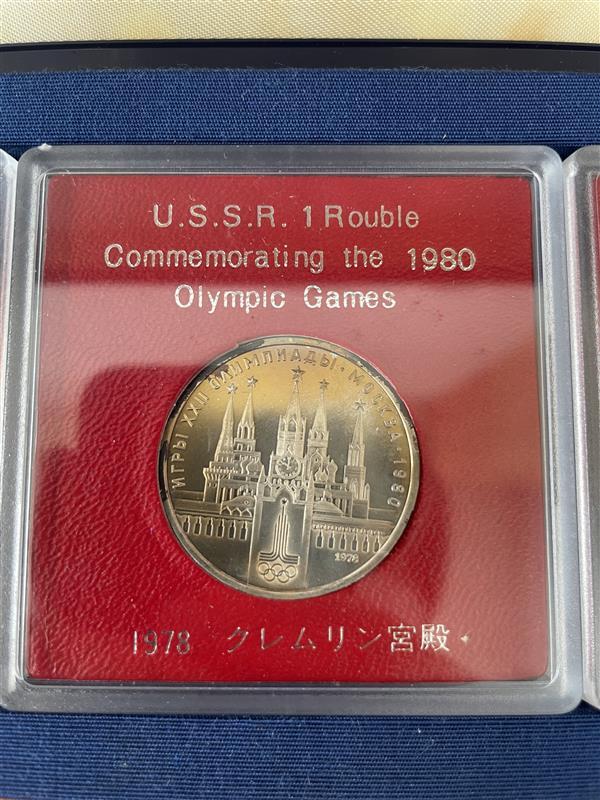 U.S.S.R. 1 Rouble
Commemorating the 1980
Olympic Games
ИГРЫ XXII ОЛИМПИАДЫ · МОСКВА · 1980
1978
1978 クレムリン宮殿